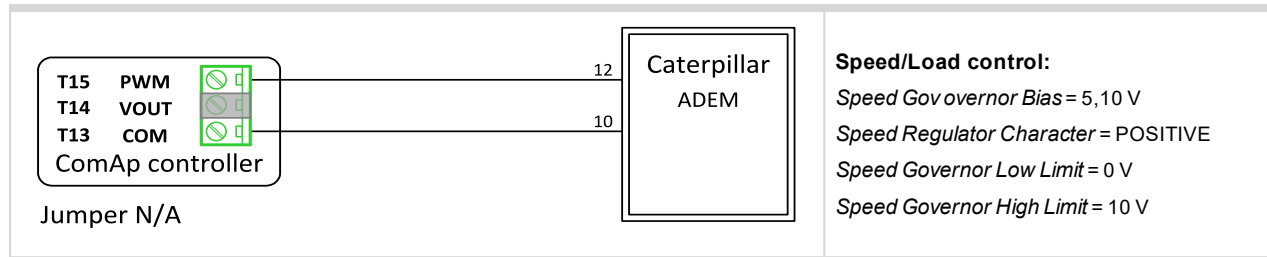 T15 PWM
T14 VOUT
T13 COM
ComAp controller
Jumper N/A
12
10
Caterpillar
ADEM
Speed/Load control:
Speed Gov overnor Bias = 5,10 V
Speed Regulator Character = POSITIVE
Speed Governor Low Limit = 0 V
Speed Governor High Limit = 10 V